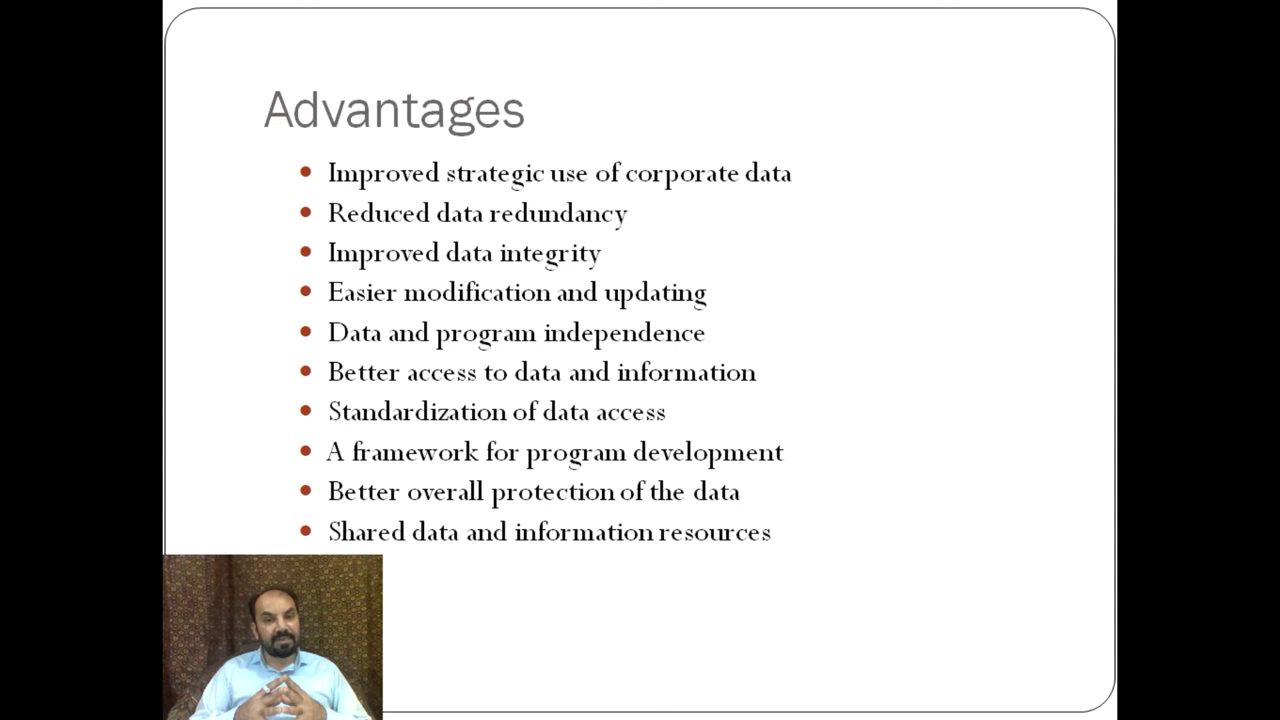 Advantages
• Improved strategic use of corporate data
• Reduced data redundancy
• Improved data integrity
• Easier modification and updating
• Data and program independence
• Better access to data and information
• Standardization of data access
• A framework for program development
• Better overall protection of the data
• Shared data and information resources